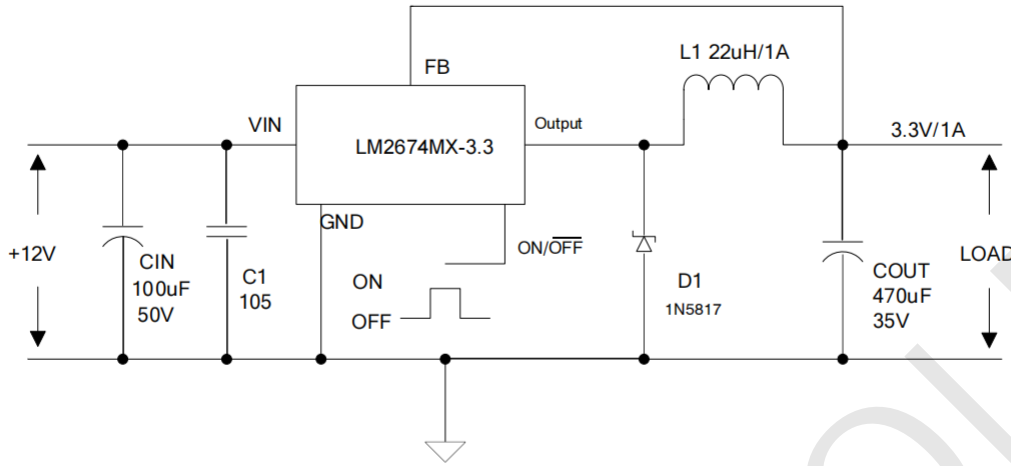 L1 22uH/1A
FB
VIN
Output
LM2674MX-3.3
3.3V/1A
GND
ON/OFF
+12V
CIN
100uF
50V
C1
105
ON
OFF
D1
1N5817
COUT
470uF
35V
LOAD